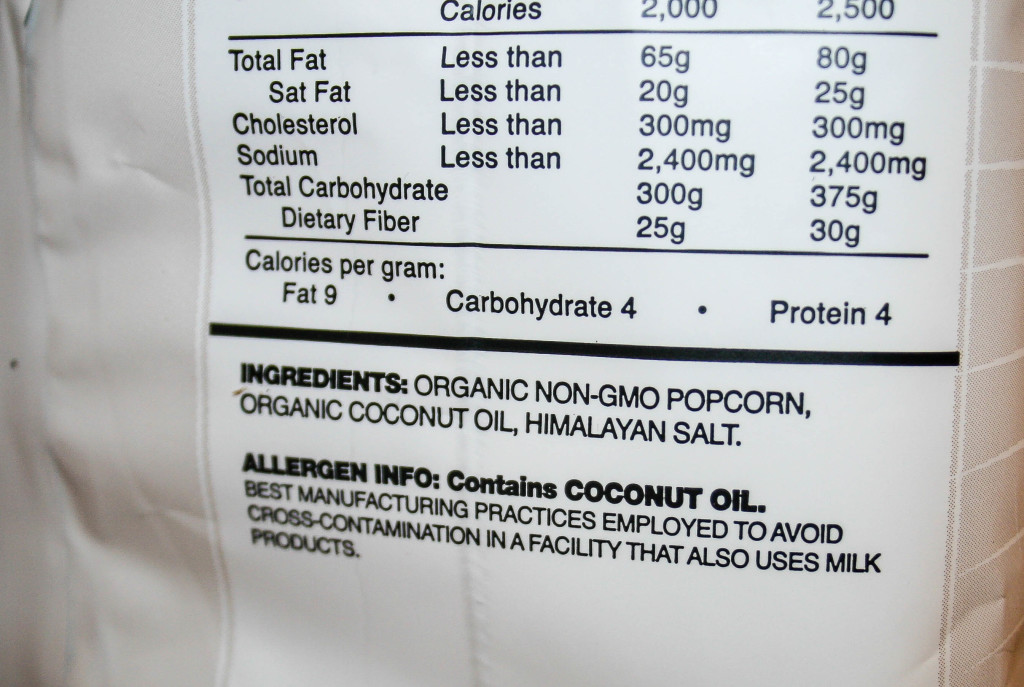 Calories 2,000 2,500
Total Fat Less than 65g 80g
Sat Fat Less than 20g 25g
Cholesterol Less than 300mg 300mg
Sodium Less than 2,400mg 2,400mg
Total Carbohydrate 300g 375g
Dietary Fiber 25g 30g
Calories per gram:
Fat 9 • Carbohydrate 4 • Protein 4
INGREDIENTS: ORGANIC NON-GMO POPCORN,
ORGANIC COCONUT OIL, HIMALAYAN SALT.
ALLERGEN INFO: Contains COCONUT OIL.
BEST MANUFACTURING PRACTICES EMPLOYED TO AVOID
CROSS-CONTAMINATION IN A FACILITY THAT ALSO USES MILK
PRODUCTS.